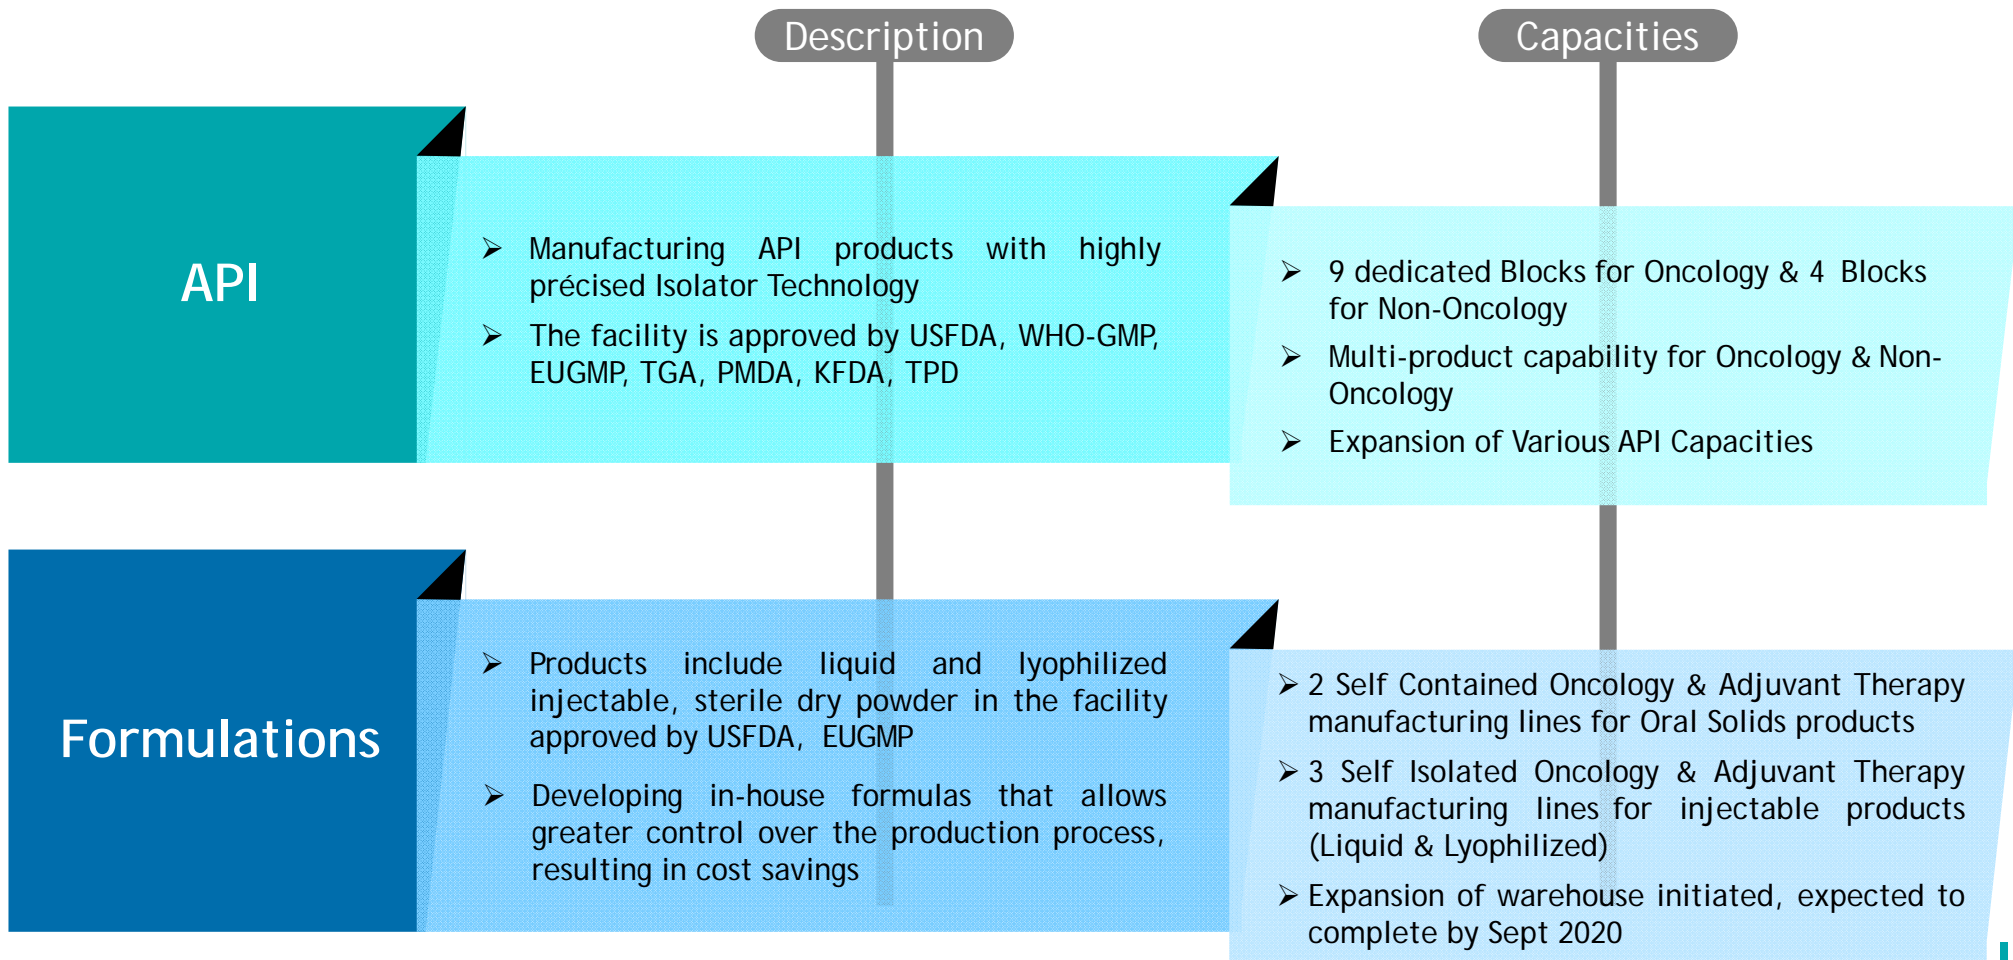 Description
Capacities
API
➢ Manufacturing API products with highly
précised Isolator Technology
➢ The facility is approved by USFDA, WHO-GMP,
EUGMP, TGA, PMDA, KFDA, TPD
➢ 9 dedicated Blocks for Oncology & 4 Blocks
for Non-Oncology
➢ Multi-product capability for Oncology & Non-
Oncology
➢ Expansion of Various API Capacities
Formulations
➢ Products include liquid and lyophilized
injectable, sterile dry powder in the facility
approved by USFDA, EUGMP
➢ Developing in-house formulas that allows
greater control over the production process,
resulting in cost savings
➢ 2 Self Contained Oncology & Adjuvant Therapy
manufacturing lines for Oral Solids products
➢ 3 Self Isolated Oncology & Adjuvant Therapy
manufacturing lines for injectable products
(Liquid & Lyophilized)
➢ Expansion of warehouse initiated, expected to
complete by Sept 2020